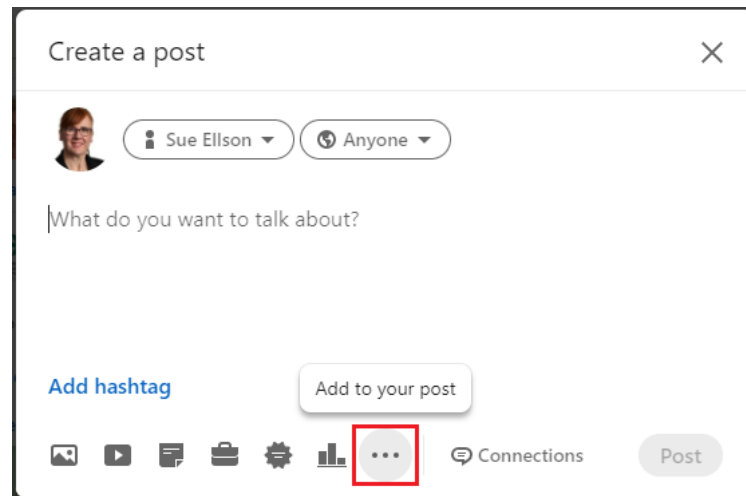 Create a post
Sue Ellson
Anyone
What do you want to talk about?
Add hashtag
Add to your post
Connections
Post